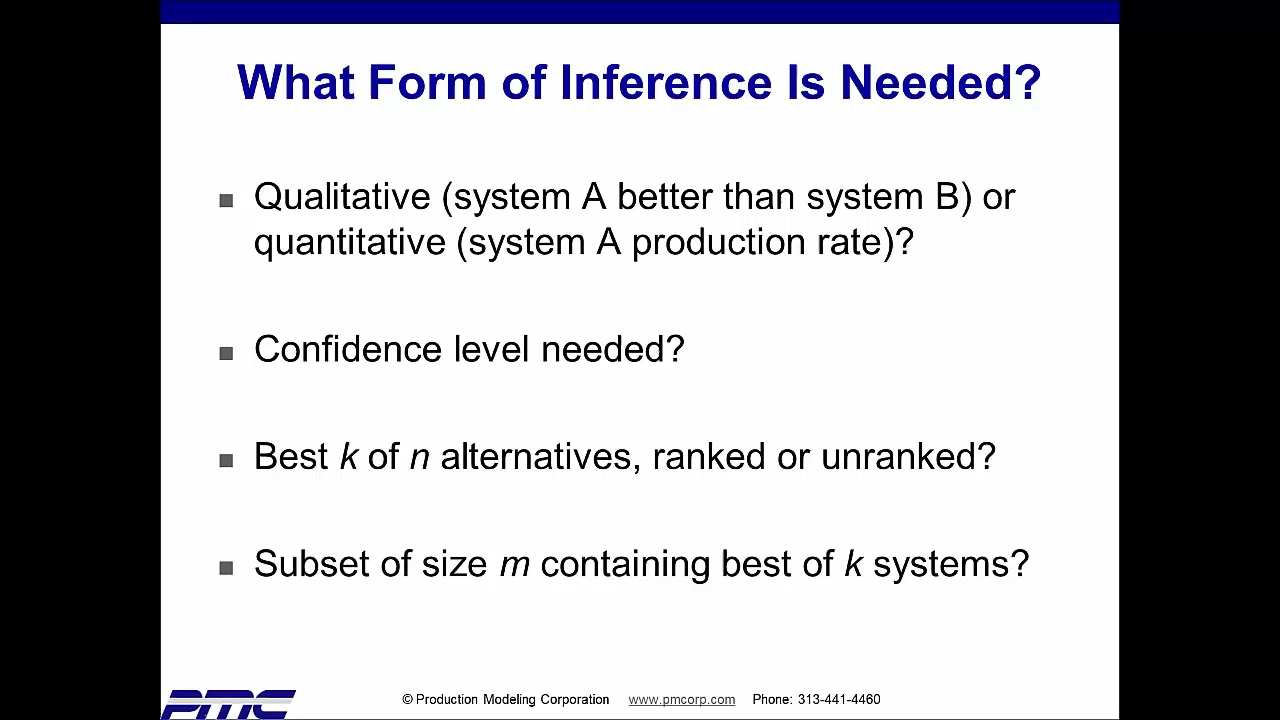 What Form of Inference Is Needed?
Qualitative (system A better than system B) or
quantitative (system A production rate)?
Confidence level needed?
Best k of n alternatives, ranked or unranked?
Subset of size m containing best of k systems?
PMC
© Production Modeling Corporation www.pmcorp.com Phone: 313-441-4460